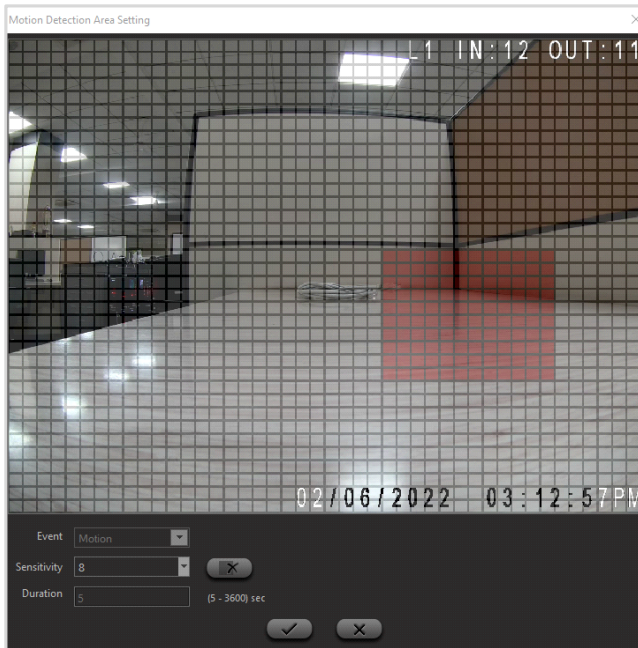 Motion Detection Area Setting
L1 IN:12 OUT:11
02/06/2022 03:12:57PM
Event Motion
Sensitivity 8
Duration 5 (5 - 3600) sec